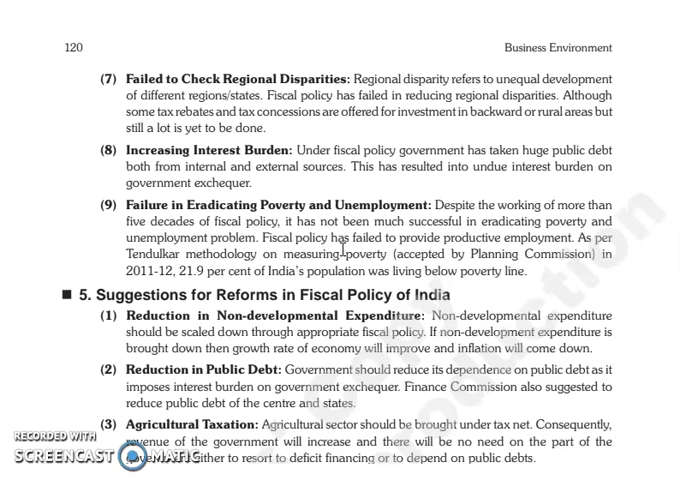 120
Business Environment
(7) Failed to Check Regional Disparities: Regional disparity refers to unequal development
of different regions/states. Fiscal policy has failed in reducing regional disparities. Although
some tax rebates and tax concessions are offered for investment in backward or rural areas but
still a lot is yet to be done.
(8) Increasing Interest Burden: Under fiscal policy government has taken huge public debt
both from internal and external sources. This has resulted into undue interest burden on
government exchequer.
(9) Failure in Eradicating Poverty and Unemployment: Despite the working of more than
five decades of fiscal policy, it has not been much successful in eradicating poverty and
unemployment problem. Fiscal policy has failed to provide productive employment. As per
Tendulkar methodology on measuring poverty (accepted by Planning Commission) in
2011-12, 21.9 per cent of India's population was living below poverty line.
5. Suggestions for Reforms in Fiscal Policy of India
(1) Reduction in Non-developmental Expenditure: Non-developmental expenditure
should be scaled down through appropriate fiscal policy. If non-development expenditure is
brought down then growth rate of economy will improve and inflation will come down.
(2) Reduction in Public Debt: Government should reduce its dependence on public debt as it
imposes interest burden on government exchequer. Finance Commission also suggested to
reduce public debt of the centre and states.
(3) Agricultural Taxation: Agricultural sector should be brought under tax net. Consequently,
revenue of the government will increase and there will be no need on the part of the
either to resort to deficit financing or to depend on public debts.
RECORDED WITH
SCREENCAST MATIC